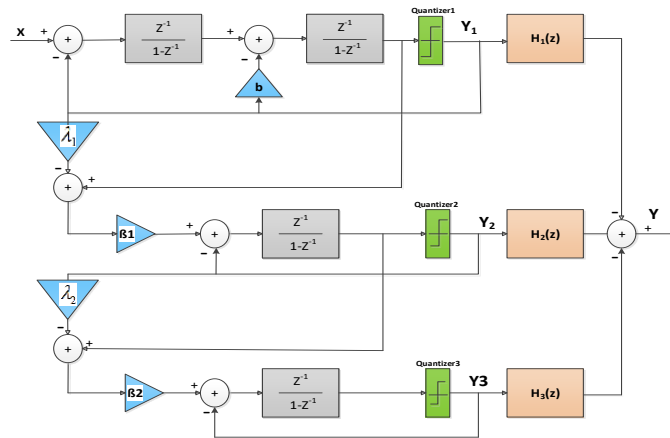 Quantizer1
x
+
+
−
Z⁻¹
1-Z⁻¹
+
+
−
Z⁻¹
1-Z⁻¹
+
Y₁
H₁(z)
b
λ₁
−
+
+
−
Quantizer2
Y
ß1
+
+
−
Z⁻¹
1-Z⁻¹
+
Y₂
H₂(z)
+
+
−
λ₂
−
+
+
Quantizer3
ß2
+
+
−
Z⁻¹
1-Z⁻¹
+
Y3
H₃(z)